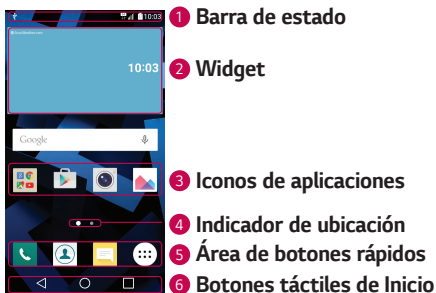 10:03
1 Barra de estado
10:03
2 Widget
Google
3 Iconos de aplicaciones
4 Indicador de ubicación
5 Área de botones rápidos
6 Botones táctiles de Inicio